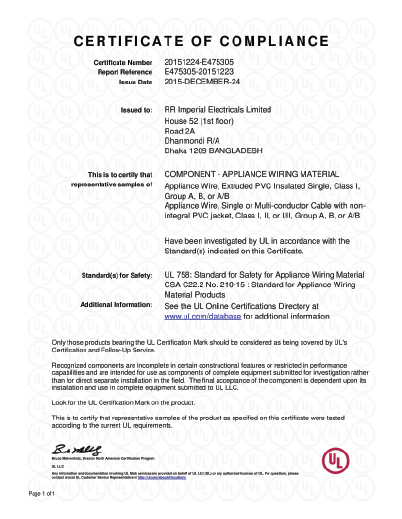 CERTIFICATE OF COMPLIANCE
Certificate Number 20151224-E475305
Report Reference E475305-20151223
Issue Date 2015-DECEMBER-24
Issued to: RR Imperial Electricals Limited
House 52 (1st floor)
Road 2A
Dhanmondi R/A
Dhaka 1209 BANGLADESH
This is to certify that COMPONENT - APPLIANCE WIRING MATERIAL
representative samples of Appliance Wire, Extruded PVC Insulated Single, Class I,
Group A, B, or A/B
Appliance Wire, Single or Multi-conductor Cable with non-
integral PVC jacket, Class I, II, or I/II, Group A, B, or A/B
Have been investigated by UL in accordance with the
Standard(s) indicated on this Certificate.
Standard(s) for Safety: UL 758: Standard for Safety for Appliance Wiring Material
CSA C22.2 No. 210-15 : Standard for Appliance Wiring
Material Products
Additional Information: See the UL Online Certifications Directory at
www.ul.com/database for additional information
Only those products bearing the UL Certification Mark should be considered as being covered by UL's
Certification and Follow-Up Service.
Recognized components are incomplete in certain constructional features or restricted in performance
capabilities and are intended for use as components of complete equipment submitted for investigation rather
than for direct separate installation in the field. The final acceptance of the component is dependent upon its
installation and use in complete equipment submitted to UL LLC.
Look for the UL Certification Mark on the product.
This is to certify that representative samples of the product as specified on this certificate were tested
according to the current UL requirements.
Bruce Mahrenholz, Director North American Certification Program
UL LLC
Any information and documentation involving UL Mark services are provided on behalf of UL LLC (UL) or any authorized licensee of UL. For questions, please
contact a local UL Customer Service Representative at http://ul.com/aboutul/locations/
UL
Page 1 of 1